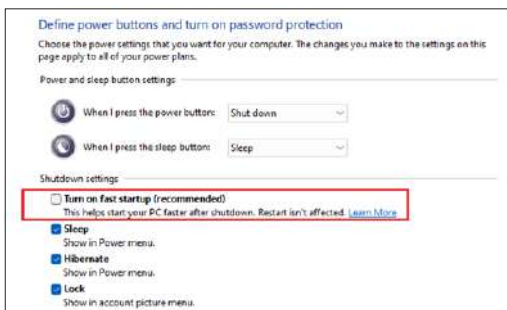 Define power buttons and turn on password protection
Choose the power settings that you want for your computer. The changes you make to the settings on this
page apply to all of your power plans.
Power and sleep button settings
When I press the power button: Shut down
When I press the sleep button: Sleep
Shutdown settings
Turn on fast startup (recommended)
This helps start your PC faster after shutdown. Restart isn't affected. Learn More
Sleep
Show in Power menu.
Hibernate
Show in Power menu.
Lock
Show in account picture menu.